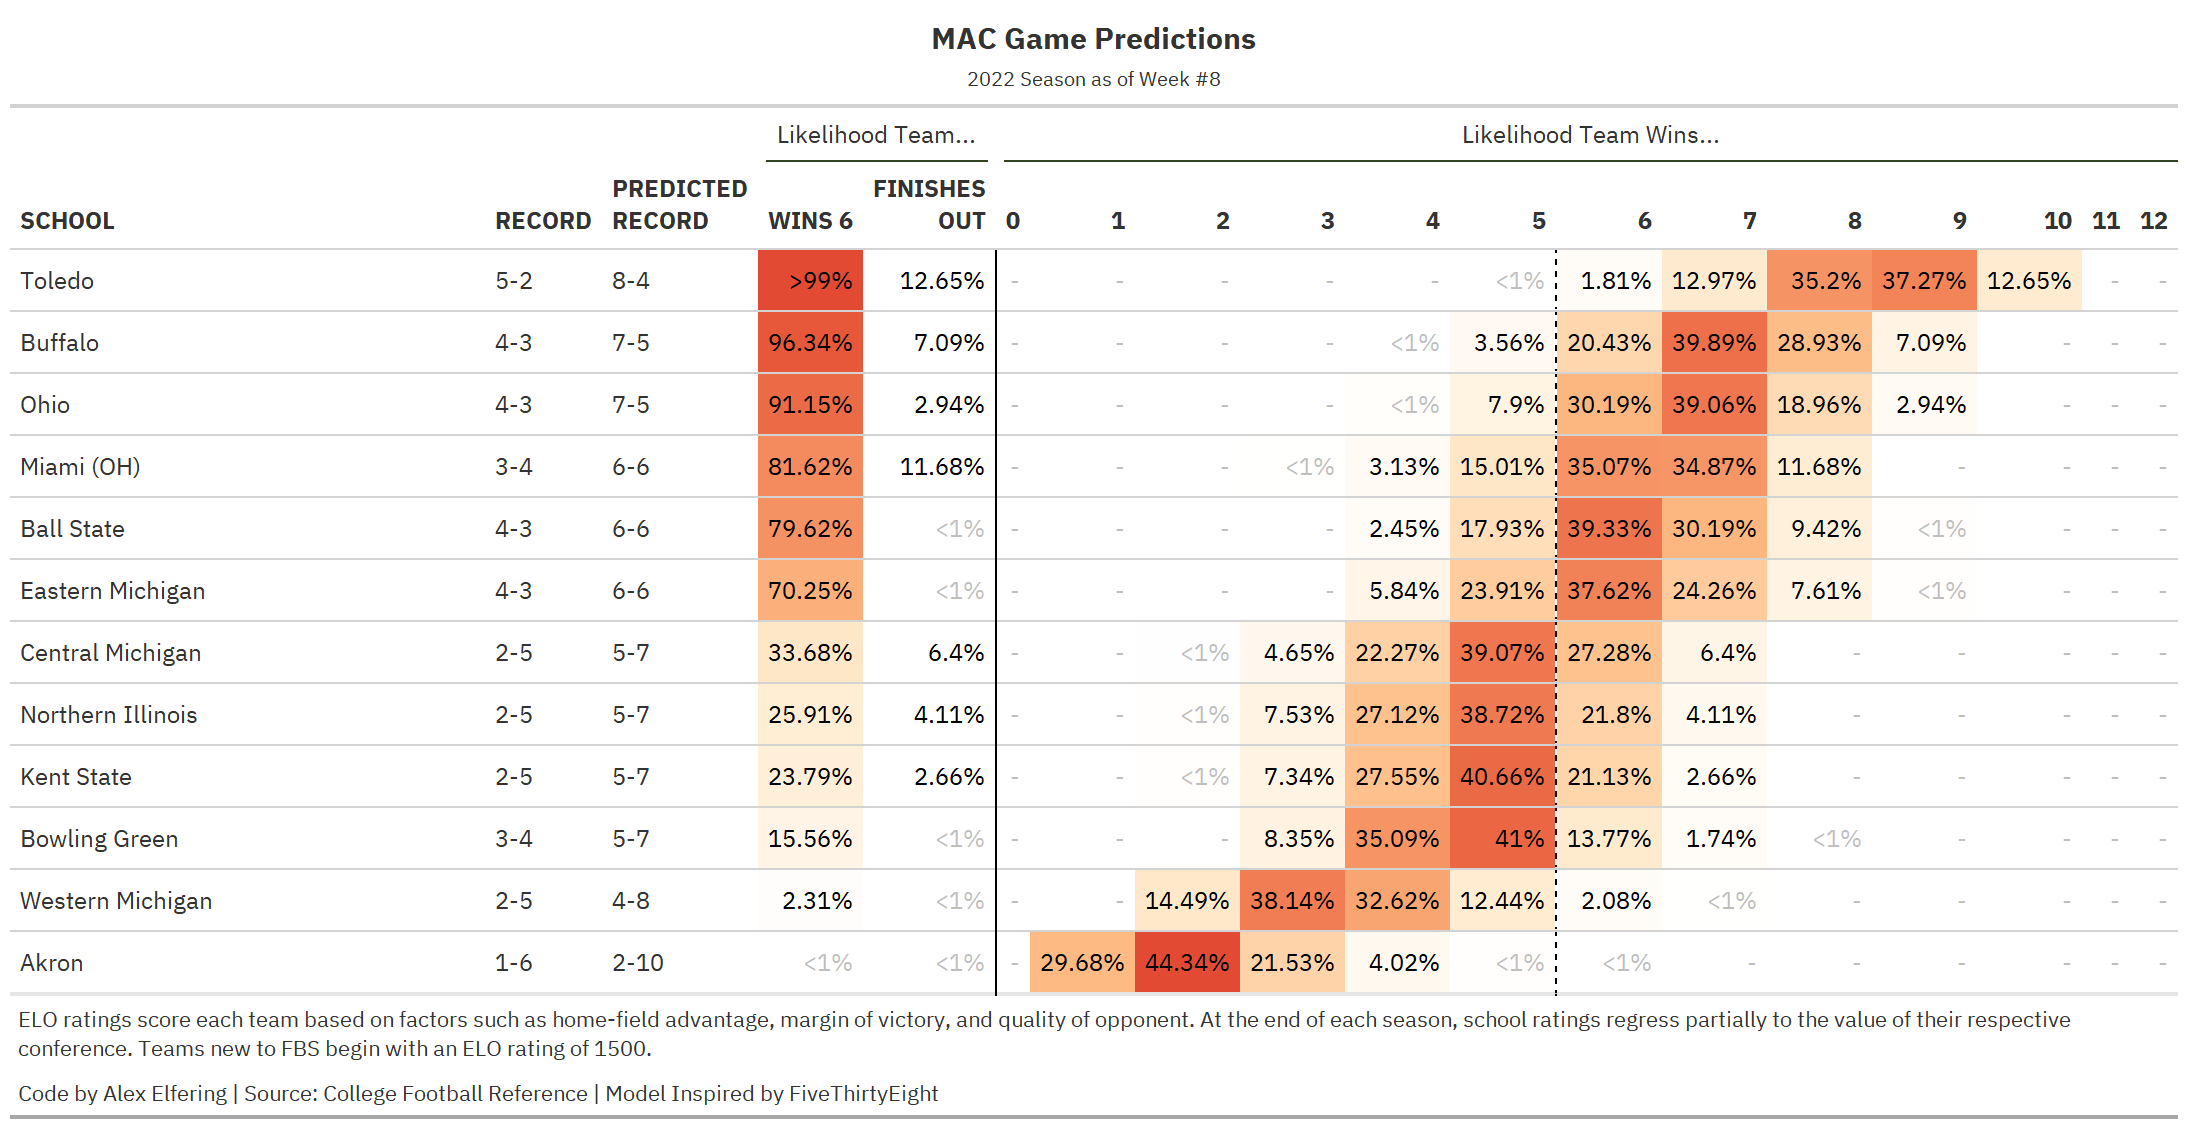 MAC Game Predictions
2022 Season as of Week #8
Likelihood Team... Likelihood Team Wins...
SCHOOL RECORD PREDICTED RECORD WINS 6 FINISHES OUT 0 1 2 3 4 5 6 7 8 9 10 11 12
Toledo 5-2 8-4 >99% 12.65% - - - - - <1% 1.81% 12.97% 35.2% 37.27% 12.65% - -
Buffalo 4-3 7-5 96.34% 7.09% - - - - <1% 3.56% 20.43% 39.89% 28.93% 7.09% - - -
Ohio 4-3 7-5 91.15% 2.94% - - - - <1% 7.9% 30.19% 39.06% 18.96% 2.94% - - -
Miami (OH) 3-4 6-6 81.62% 11.68% - - - <1% 3.13% 15.01% 35.07% 34.87% 11.68% - - - -
Ball State 4-3 6-6 79.62% <1% - - - - 2.45% 17.93% 39.33% 30.19% 9.42% <1% - - -
Eastern Michigan 4-3 6-6 70.25% <1% - - - - 5.84% 23.91% 37.62% 24.26% 7.61% <1% - - -
Central Michigan 2-5 5-7 33.68% 6.4% - - <1% 4.65% 22.27% 39.07% 27.28% 6.4% - - - - -
Northern Illinois 2-5 5-7 25.91% 4.11% - - <1% 7.53% 27.12% 38.72% 21.8% 4.11% - - - - -
Kent State 2-5 5-7 23.79% 2.66% - - <1% 7.34% 27.55% 40.66% 21.13% 2.66% - - - - -
Bowling Green 3-4 5-7 15.56% <1% - - - 8.35% 35.09% 41% 13.77% 1.74% <1% - - - -
Western Michigan 2-5 4-8 2.31% <1% - - 14.49% 38.14% 32.62% 12.44% 2.08% <1% - - - - -
Akron 1-6 2-10 <1% <1% - 29.68% 44.34% 21.53% 4.02% <1% <1% - - - - - -
ELO ratings score each team based on factors such as home-field advantage, margin of victory, and quality of opponent. At the end of each season, school ratings regress partially to the value of their respective
conference. Teams new to FBS begin with an ELO rating of 1500.
Code by Alex Elfering | Source: College Football Reference | Model Inspired by FiveThirtyEight